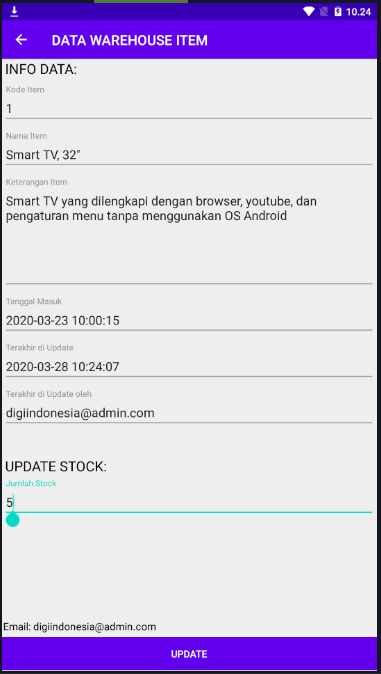 10.24
DATA WAREHOUSE ITEM
INFO DATA:
Kode Item
1
Nama Item
Smart TV, 32"
Keterangan Item
Smart TV yang dilengkapi dengan browser, youtube, dan
pengaturan menu tanpa menggunakan OS Android
Tanggal Masuk
2020-03-23 10:00:15
Terakhir di Update
2020-03-28 10:24:07
Terakhir di Update oleh
digiindonesia@admin.com
UPDATE STOCK:
Jumlah Stock
5
Email: digiindonesia@admin.com
UPDATE